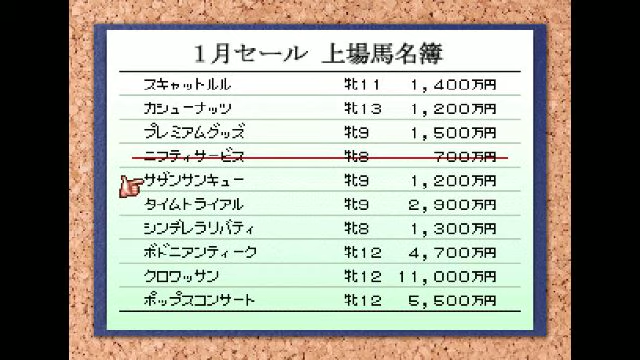 1月セール 上場馬名簿
スキャットルル 牝11 1,400万円
カシューナッツ 牝13 1,200万円
プレミアムグッズ 牝9 1,500万円
ニフティサービス 牝8 700万円
サザンサンキュー 牝9 1,200万円
タイムトライアル 牝9 2,900万円
シンデレラリバティ 牝8 1,300万円
ボドニアンティーク 牝12 4,700万円
クロワッサン 牝12 11,000万円
ポップスコンサート 牝12 5,500万円